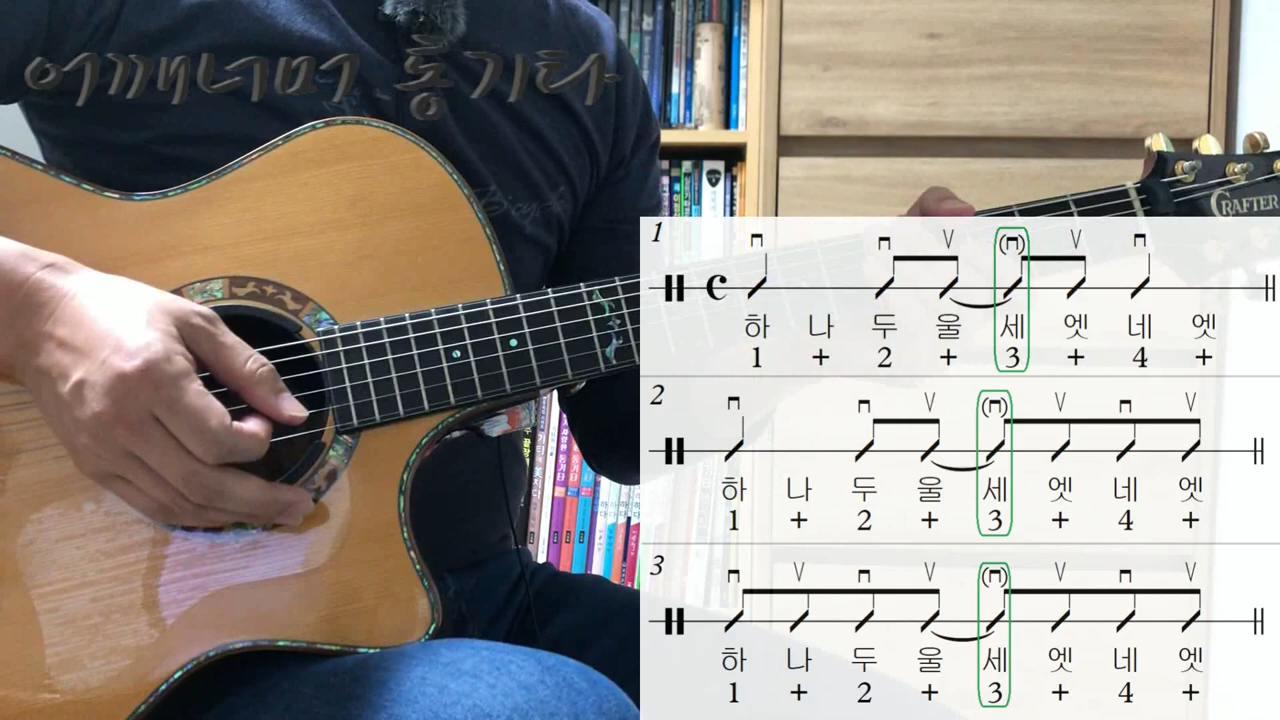 어깨너머 통기타
CRAFTER
1
하 나 두 울 세 엣 네 엣
1 + 2 + 3 + 4 +
2
하 나 두 울 세 엣 네 엣
1 + 2 + 3 + 4 +
3
하 나 두 울 세 엣 네 엣
1 + 2 + 3 + 4 +